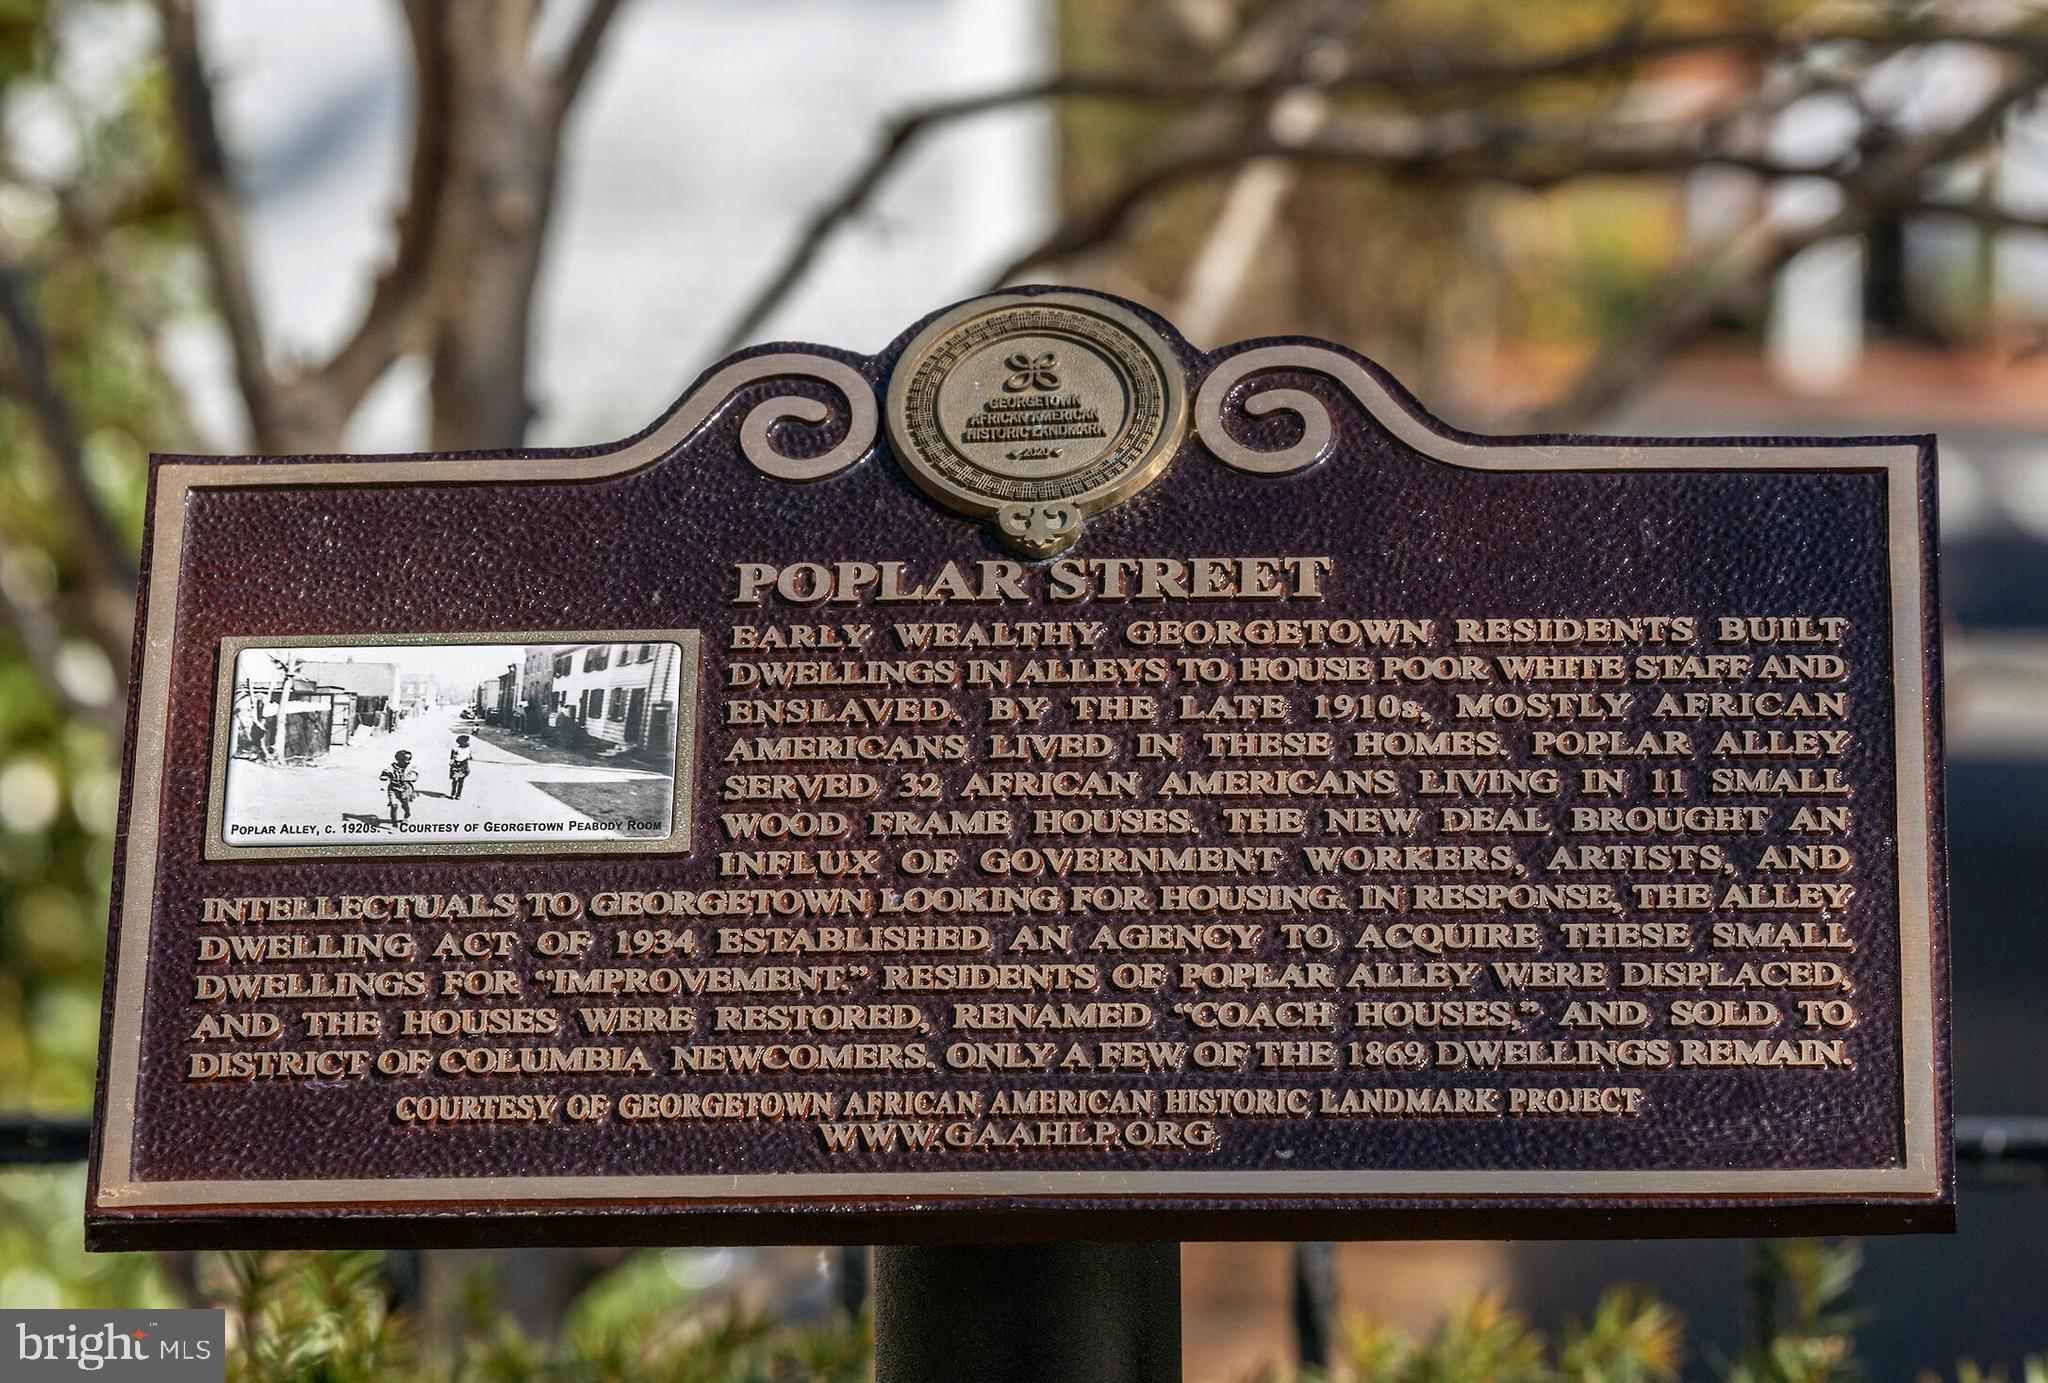 GEORGETOWN
AFRICAN AMERICAN
HISTORIC LANDMARK
2020
POPLAR STREET
EARLY WEALTHY GEORGETOWN RESIDENTS BUILT
DWELLINGS IN ALLEYS TO HOUSE POOR WHITE STAFF AND
ENSLAVED. BY THE LATE 1910s, MOSTLY AFRICAN
AMERICANS LIVED IN THESE HOMES. POPLAR ALLEY
SERVED 32 AFRICAN AMERICANS LIVING IN 11 SMALL
WOOD FRAME HOUSES. THE NEW DEAL BROUGHT AN
INFLUX OF GOVERNMENT WORKERS, ARTISTS, AND
INTELLECTUALS TO GEORGETOWN LOOKING FOR HOUSING. IN RESPONSE, THE ALLEY
DWELLING ACT OF 1934 ESTABLISHED AN AGENCY TO ACQUIRE THESE SMALL
DWELLINGS FOR “IMPROVEMENT.” RESIDENTS OF POPLAR ALLEY WERE DISPLACED,
AND THE HOUSES WERE RESTORED, RENAMED “COACH HOUSES,” AND SOLD TO
DISTRICT OF COLUMBIA NEWCOMERS. ONLY A FEW OF THE 1869 DWELLINGS REMAIN.
COURTESY OF GEORGETOWN AFRICAN AMERICAN HISTORIC LANDMARK PROJECT
WWW.GAAHLP.ORG
POPLAR ALLEY, C. 1920s. - COURTESY OF GEORGETOWN PEABODY ROOM
bright™ MLS